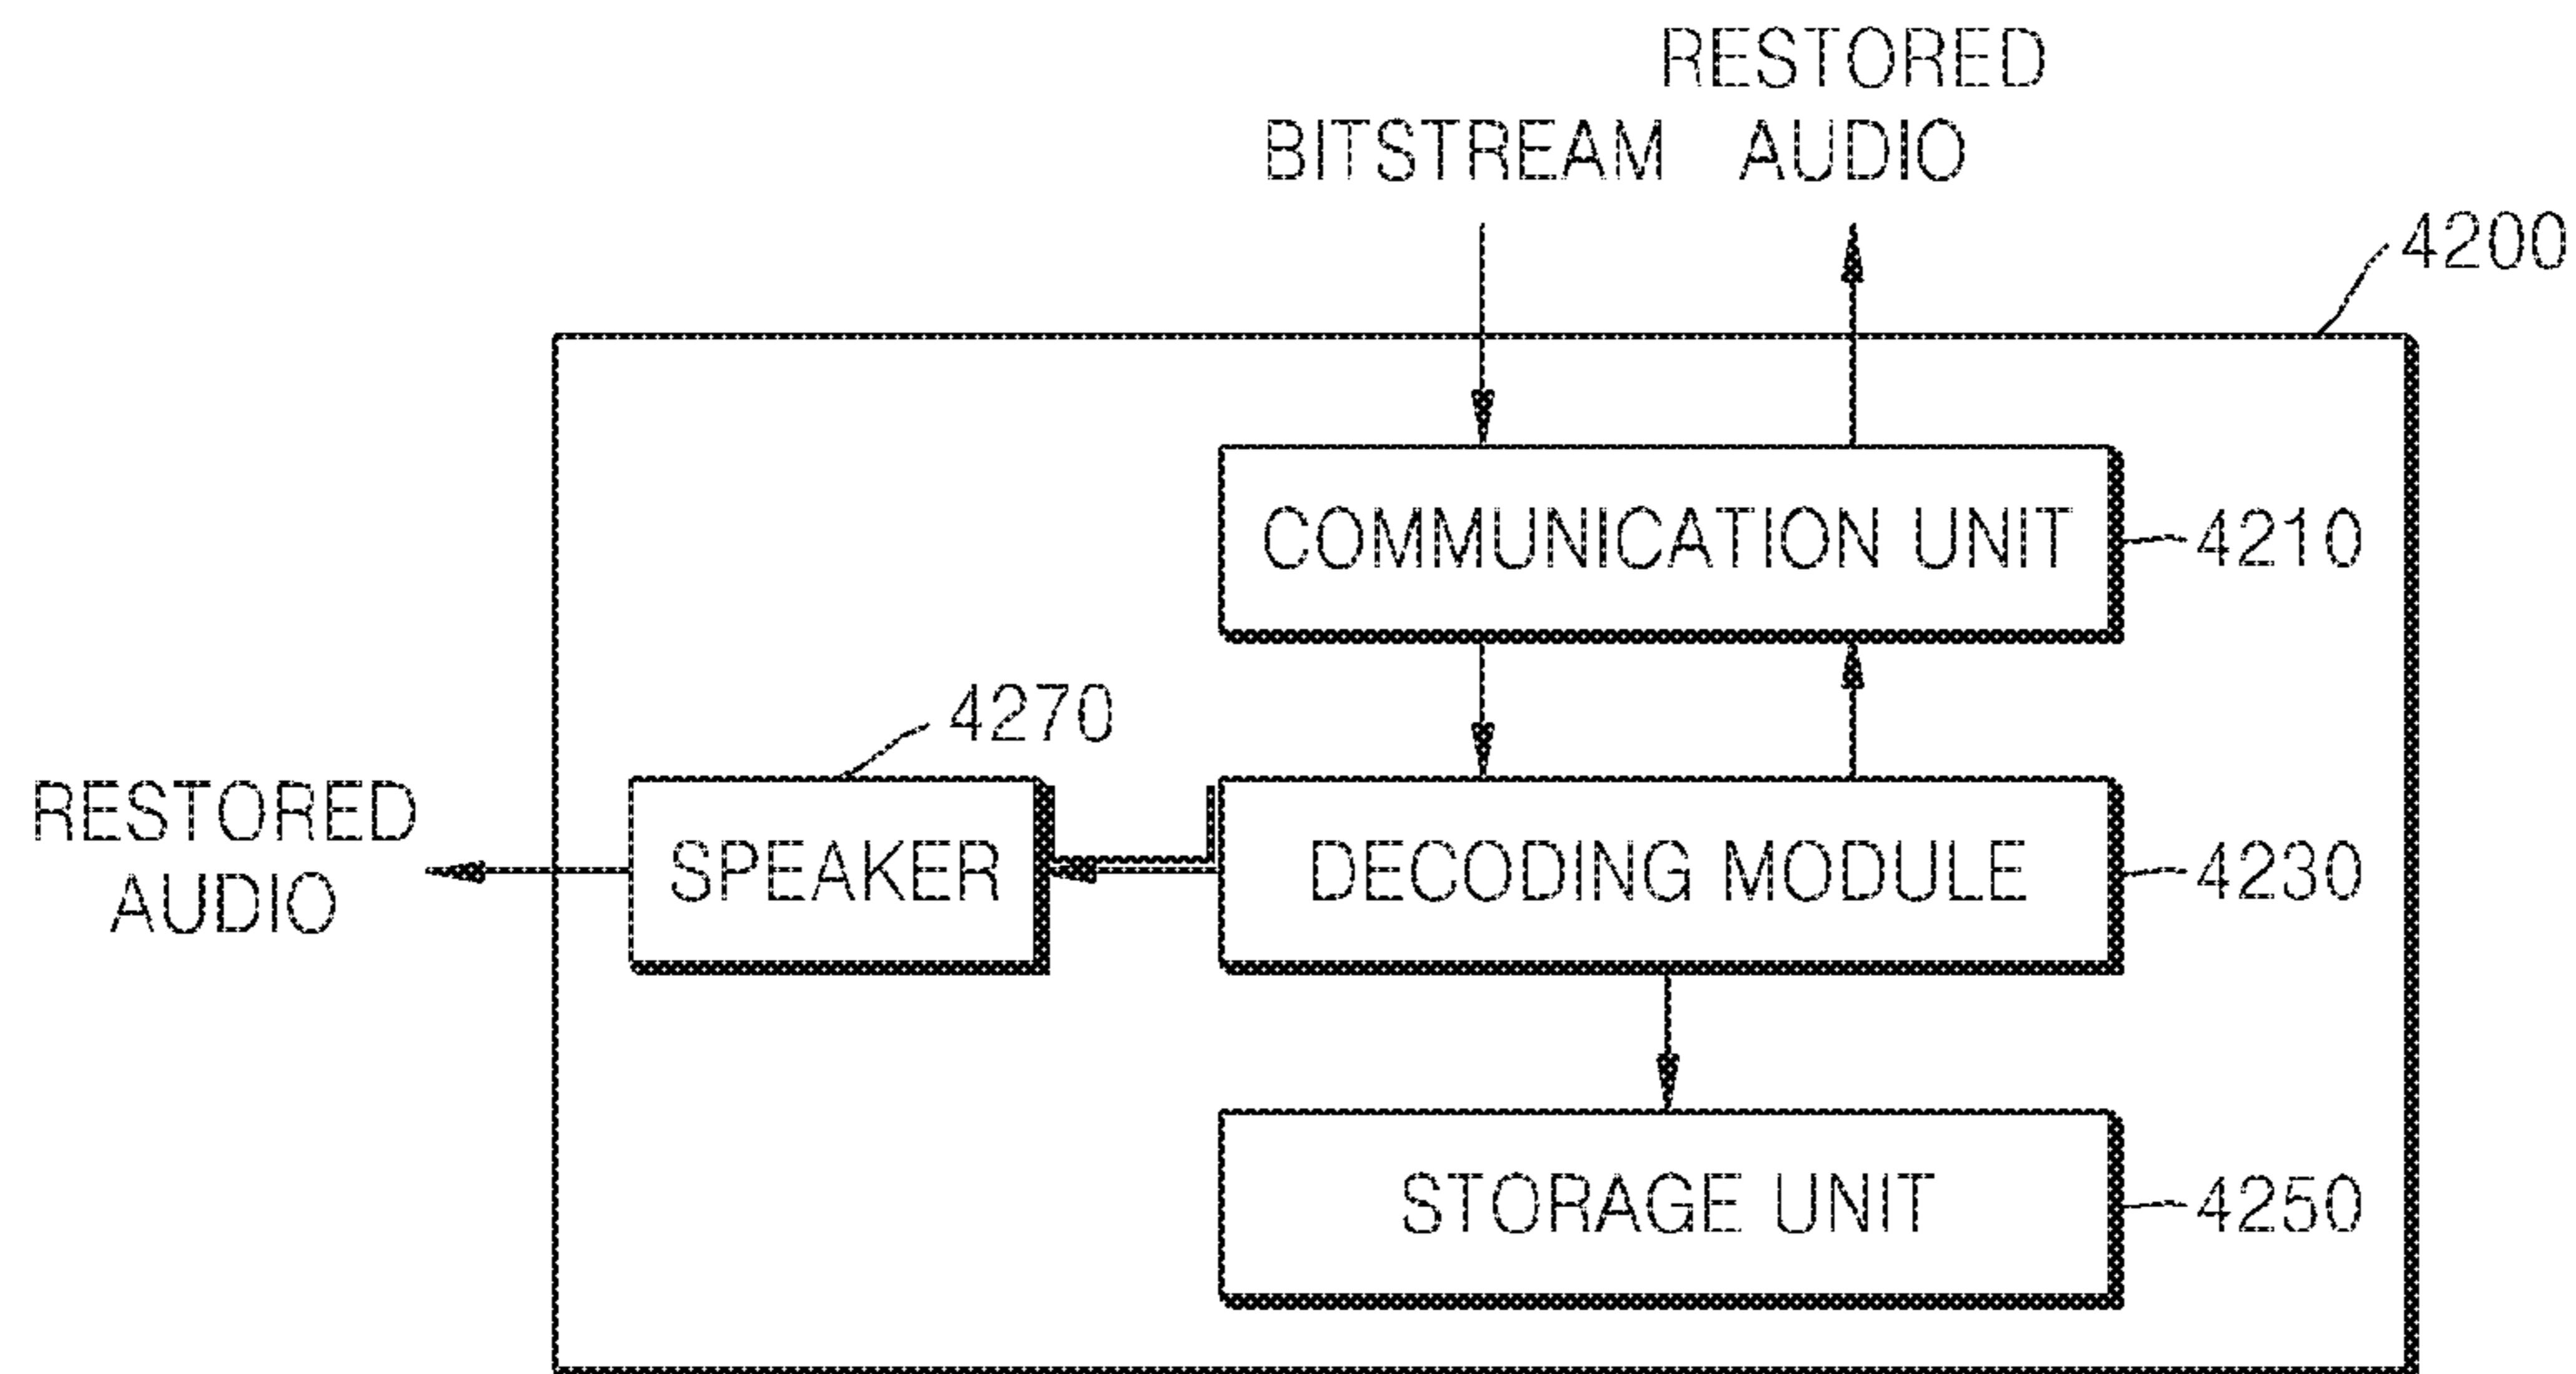 RESTORED
BITSTREAM AUDIO
4200
COMMUNICATION UNIT
4210
4270
RESTORED
AUDIO
SPEAKER
DECODING MODULE
4230
STORAGE UNIT
4250